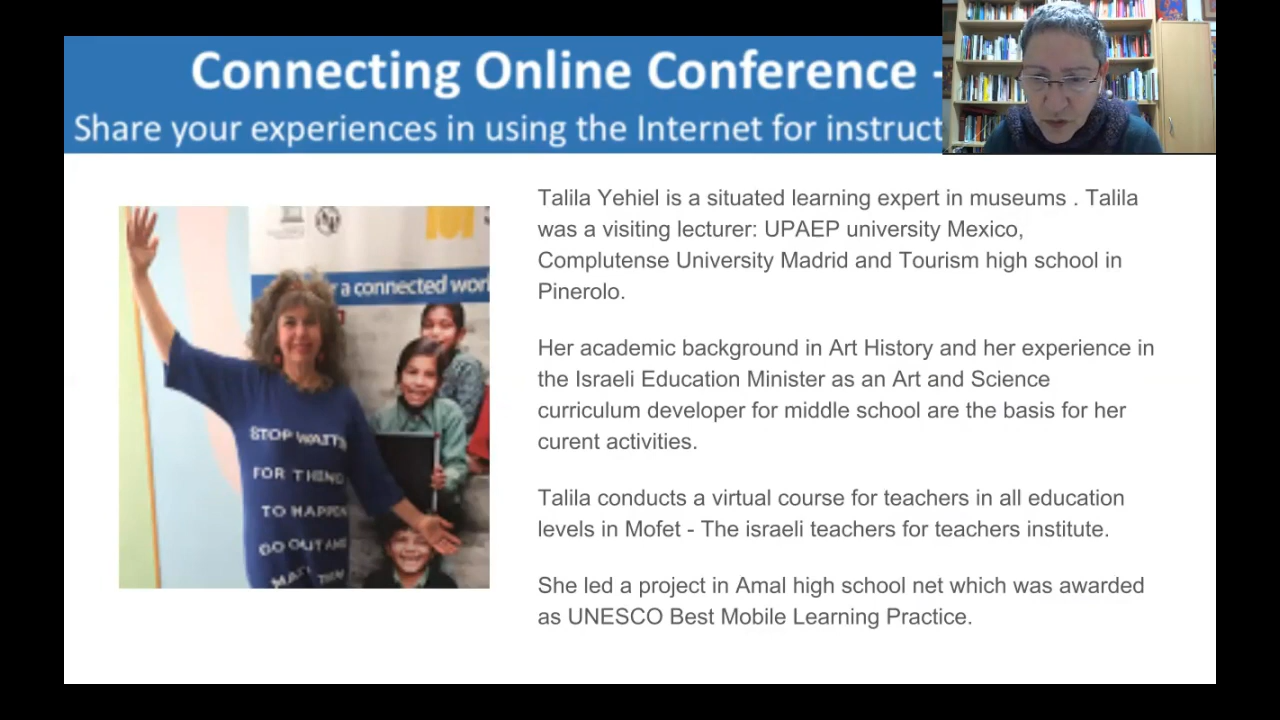 Connecting Online Conference -
Share your experiences in using the Internet for instruct
Talila Yehiel is a situated learning expert in museums . Talila
was a visiting lecturer: UPAEP university Mexico,
Complutense University Madrid and Tourism high school in
Pinerolo.
Her academic background in Art History and her experience in
the Israeli Education Minister as an Art and Science
curriculum developer for middle school are the basis for her
curent activities.
Talila conducts a virtual course for teachers in all education
levels in Mofet - The israeli teachers for teachers institute.
She led a project in Amal high school net which was awarded
as UNESCO Best Mobile Learning Practice.
a connected worl
STOP WAIT
FOR THING
TO HAPPEN
GO OUT AND